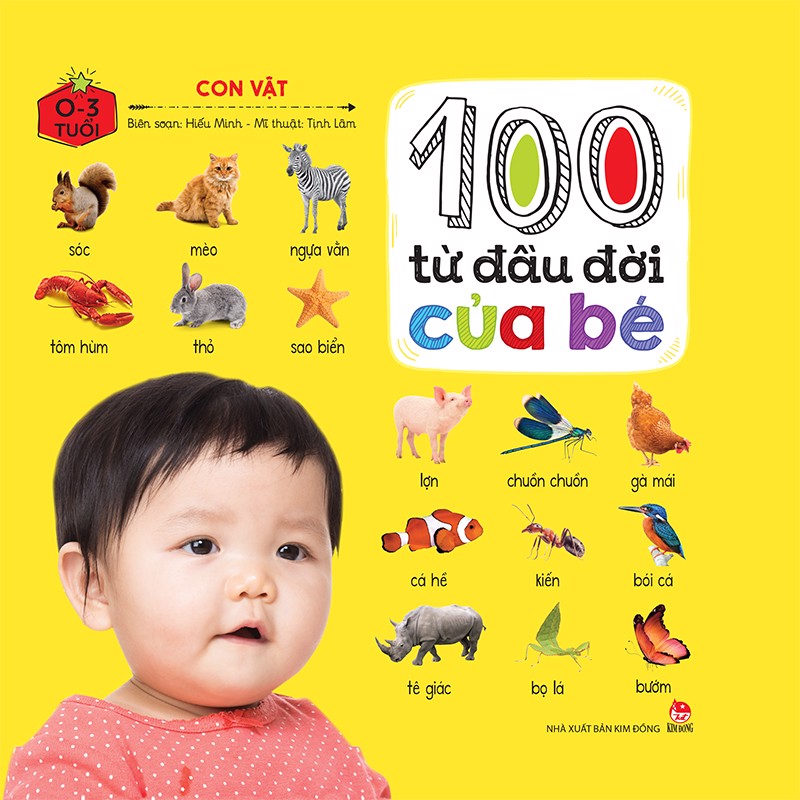 0-3
TUỔI
CON VẬT
Biên soạn: Hiếu Minh - Mĩ thuật: Tịnh Lâm
100
từ đầu đời
của bé
sóc
mèo
ngựa vằn
tôm hùm
thỏ
sao biển
lợn
chuồn chuồn
gà mái
cá hề
kiến
bói cá
tê giác
bọ lá
bướm
NHÀ XUẤT BẢN KIM ĐỒNG
KIM ĐỒNG